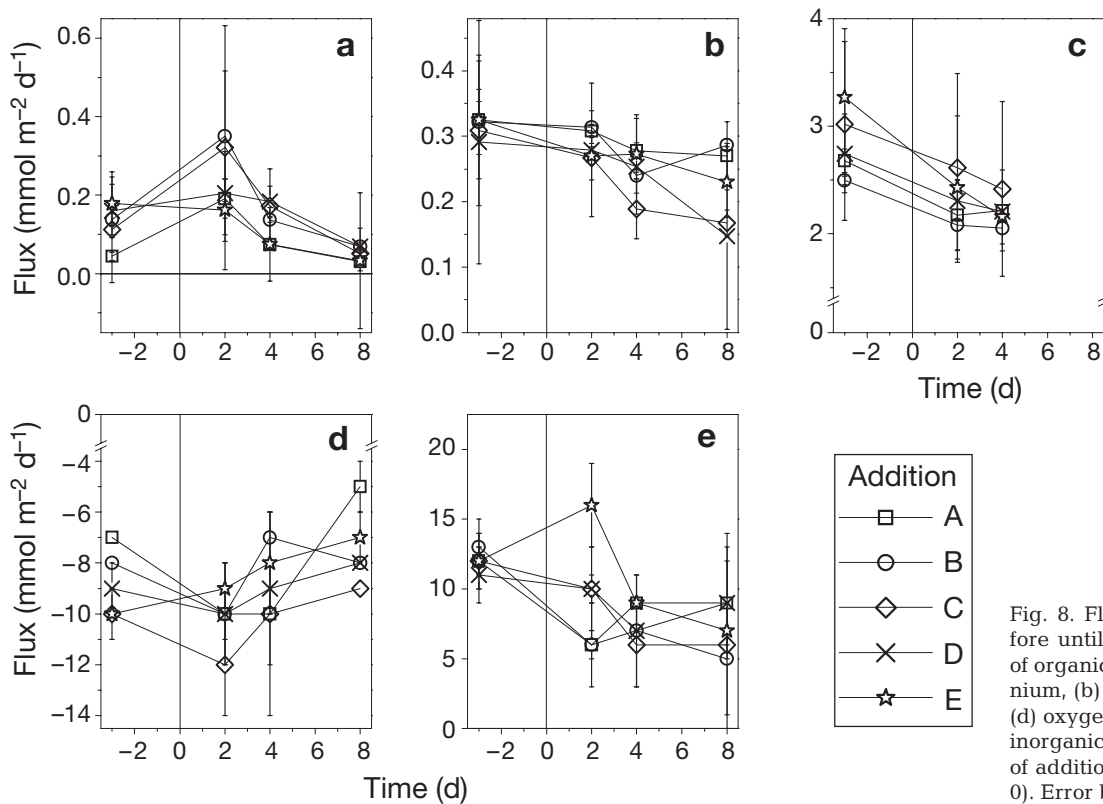 a
0.6
0.4
0.2
0.0
−2 0 2 4 6 8
Flux (mmol m−2 d−1)
b
0.4
0.3
0.2
0.1
0.0
−2 0 2 4 6 8
c
4
3
2
0
−2 0 2 4 6 8
Time (d)
d
0
−4
−6
−8
−10
−12
−14
−2 0 2 4 6 8
Flux (mmol m−2 d−1)
e
20
15
10
5
0
−2 0 2 4 6 8
Time (d)
Addition
A
B
C
D
E
Fig. 8. Fl
fore until
of organic
nium, (b)
(d) oxyge
inorganic
of addition
0). Error b